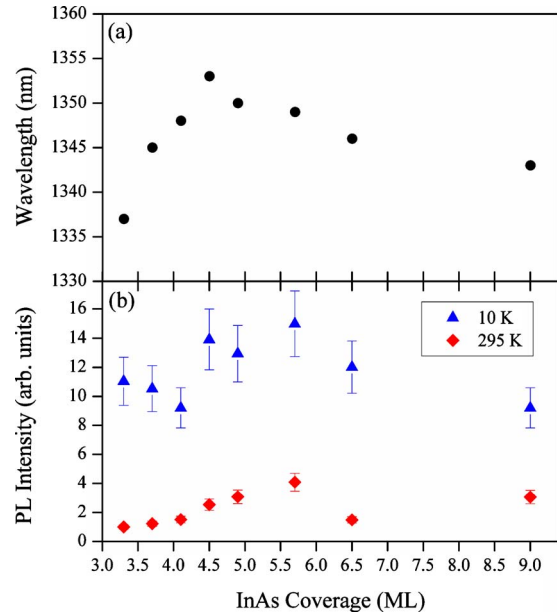 1360
(a)
1355
1350
1345
1340
1335
1330
Wavelength (nm)
(b)
16
14
12
10
8
6
4
2
0
PL Intensity (arb. units)
10 K
295 K
3.0 3.5 4.0 4.5 5.0 5.5 6.0 6.5 7.0 7.5 8.0 8.5 9.0
InAs Coverage (ML)